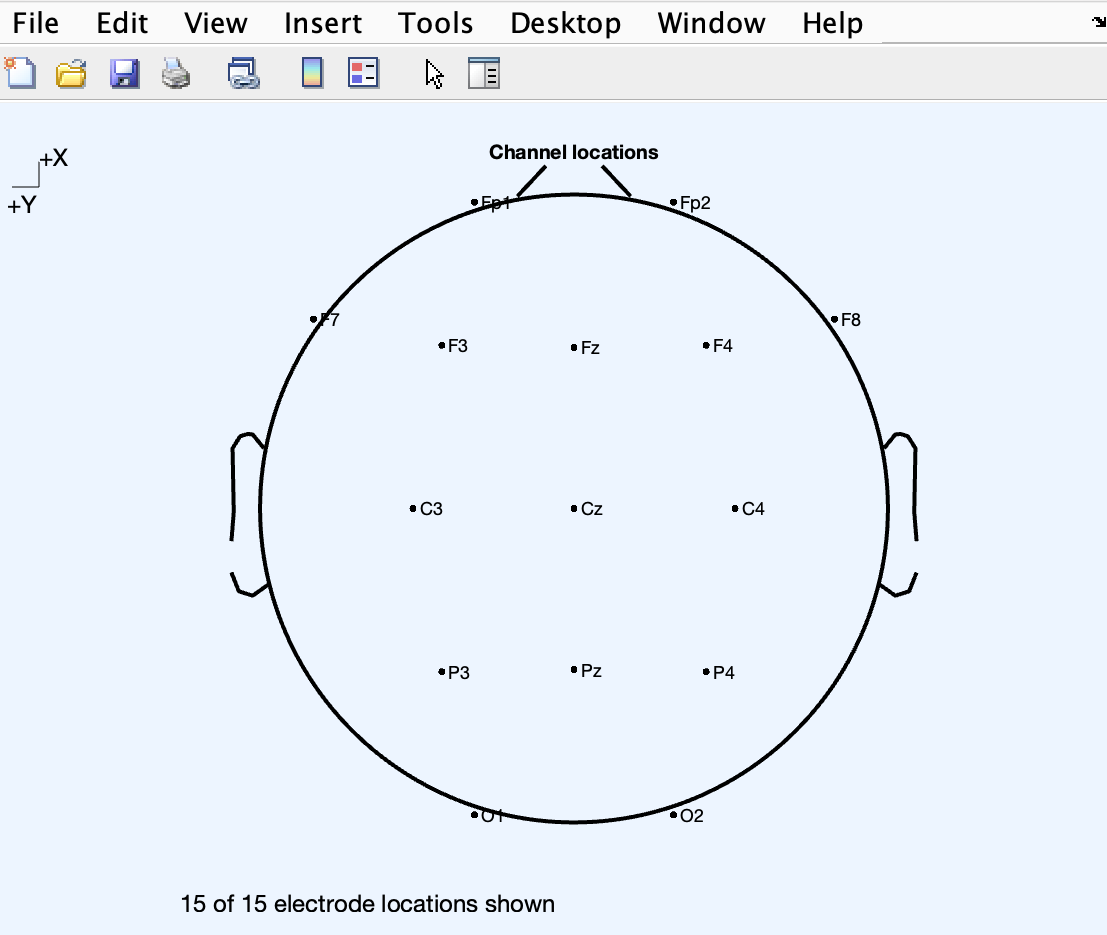 File Edit View Insert Tools Desktop Window Help
+X
+Y
Channel locations
Fp1 Fp2
F7 F8
F3 Fz F4
C3 Cz C4
P3 Pz P4
O1 O2
15 of 15 electrode locations shown